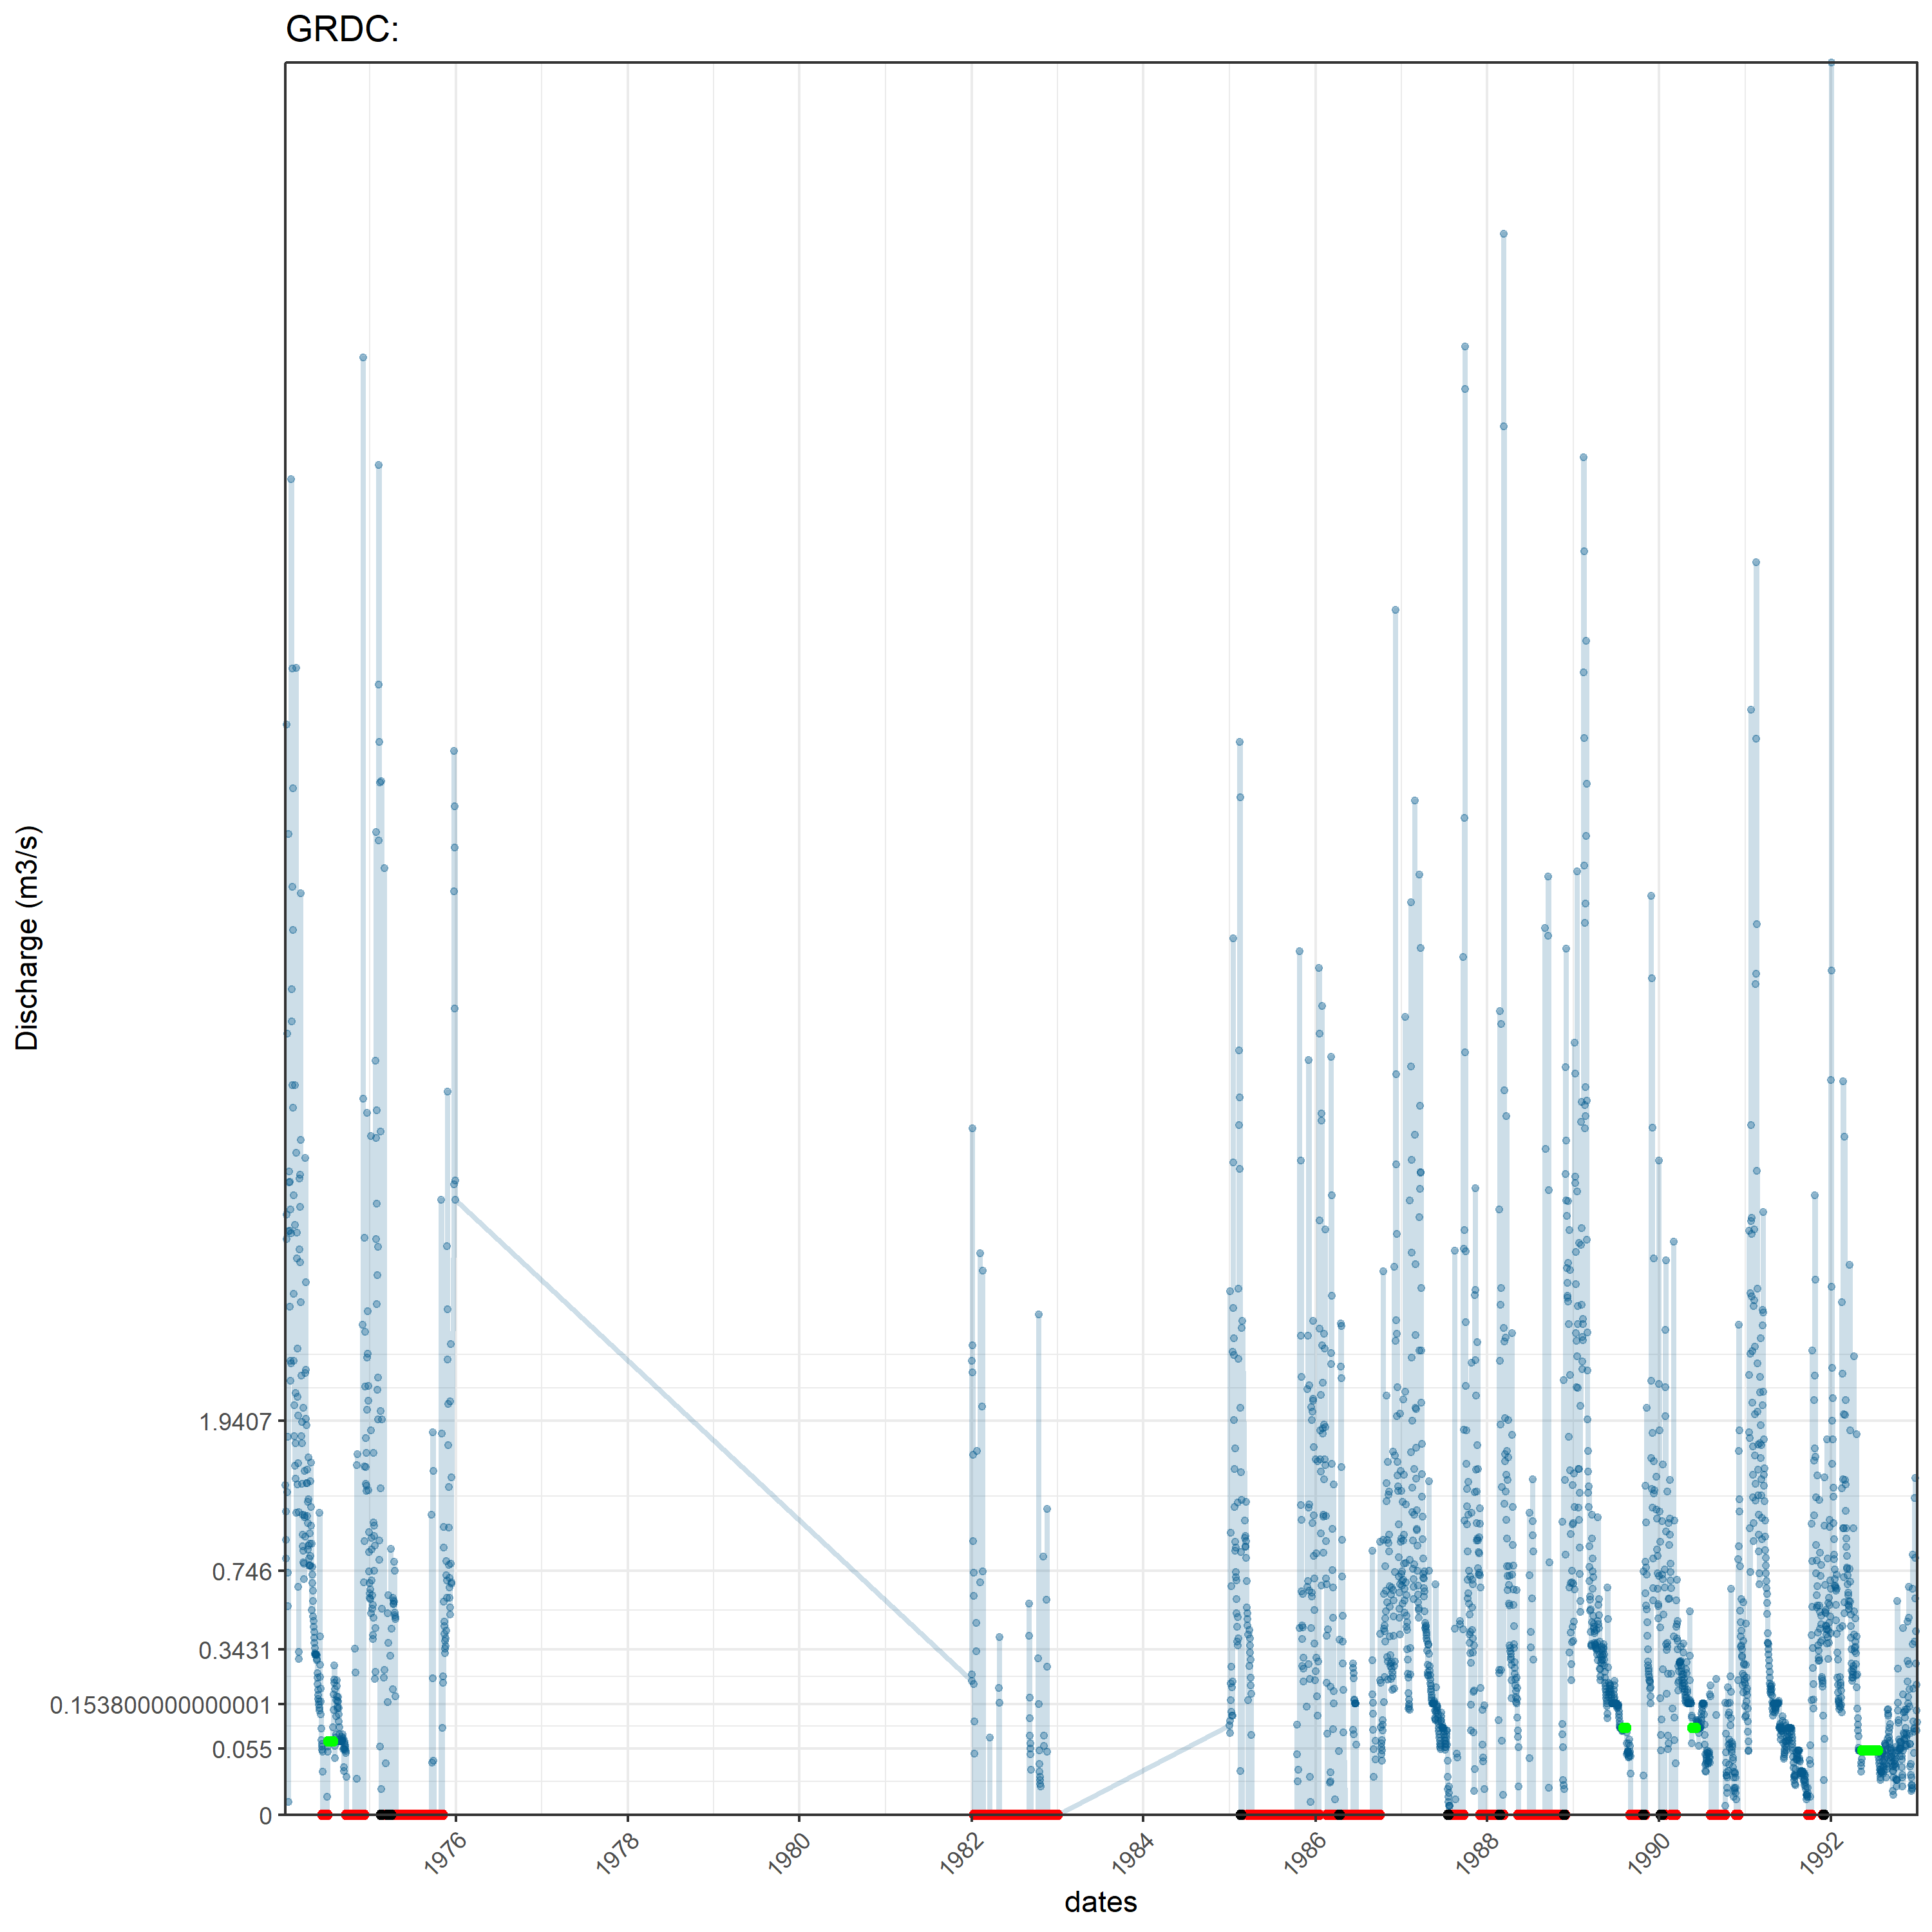 GRDC:
Discharge (m3/s)
1.9407
0.746
0.3431
0.153800000000001
0.055
0
1976 1978 1980 1982 1984 1986 1988 1990 1992
dates